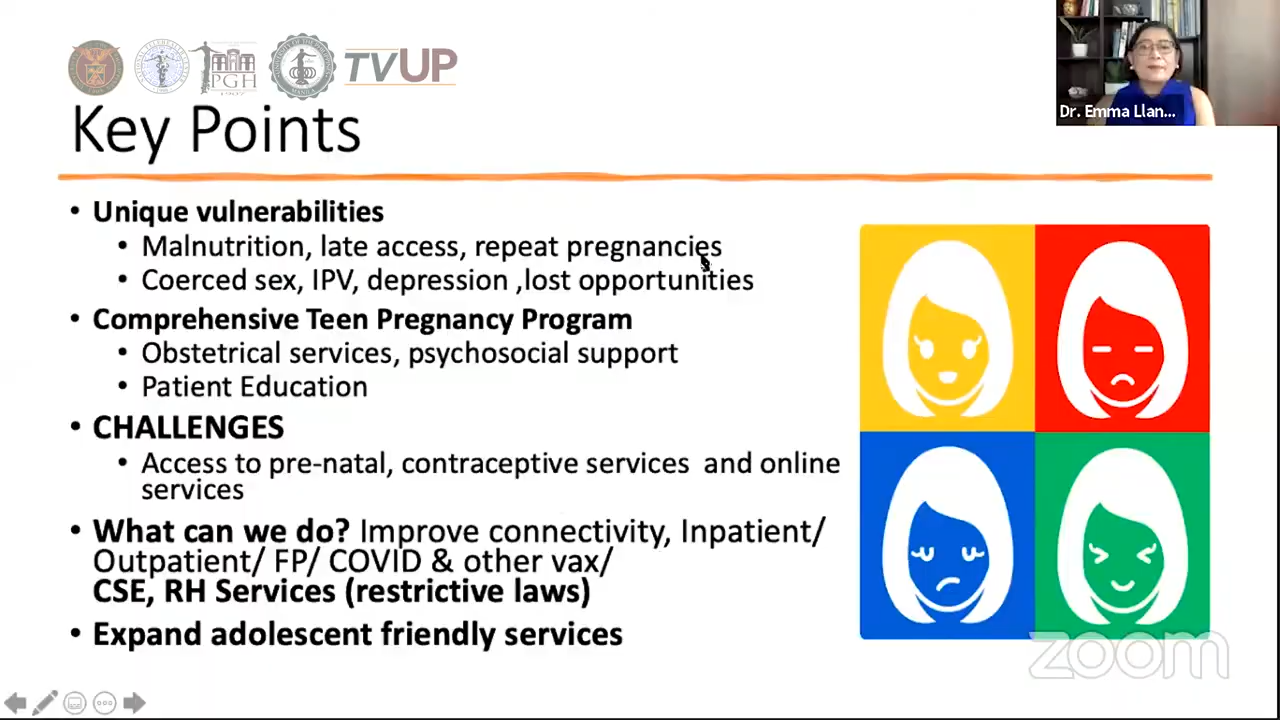 TVUP
PGH
Dr. Emma Llan...
Key Points
• Unique vulnerabilities
• Malnutrition, late access, repeat pregnancies
• Coerced sex, IPV, depression ,lost opportunities
• Comprehensive Teen Pregnancy Program
• Obstetrical services, psychosocial support
• Patient Education
• CHALLENGES
• Access to pre-natal, contraceptive services and online
services
• What can we do? Improve connectivity, Inpatient/
Outpatient/ FP/ COVID & other vax/
CSE, RH Services (restrictive laws)
• Expand adolescent friendly services
zoom